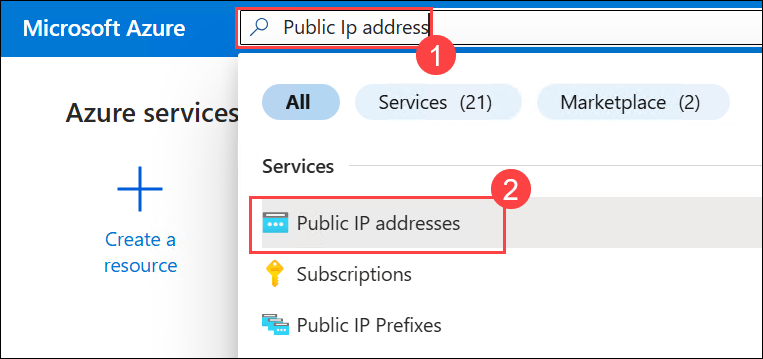 Microsoft Azure
Public Ip address
1
All
Services (21)
Marketplace (2)
Azure services
Services
2
Public IP addresses
Create a
resource
Subscriptions
Public IP Prefixes